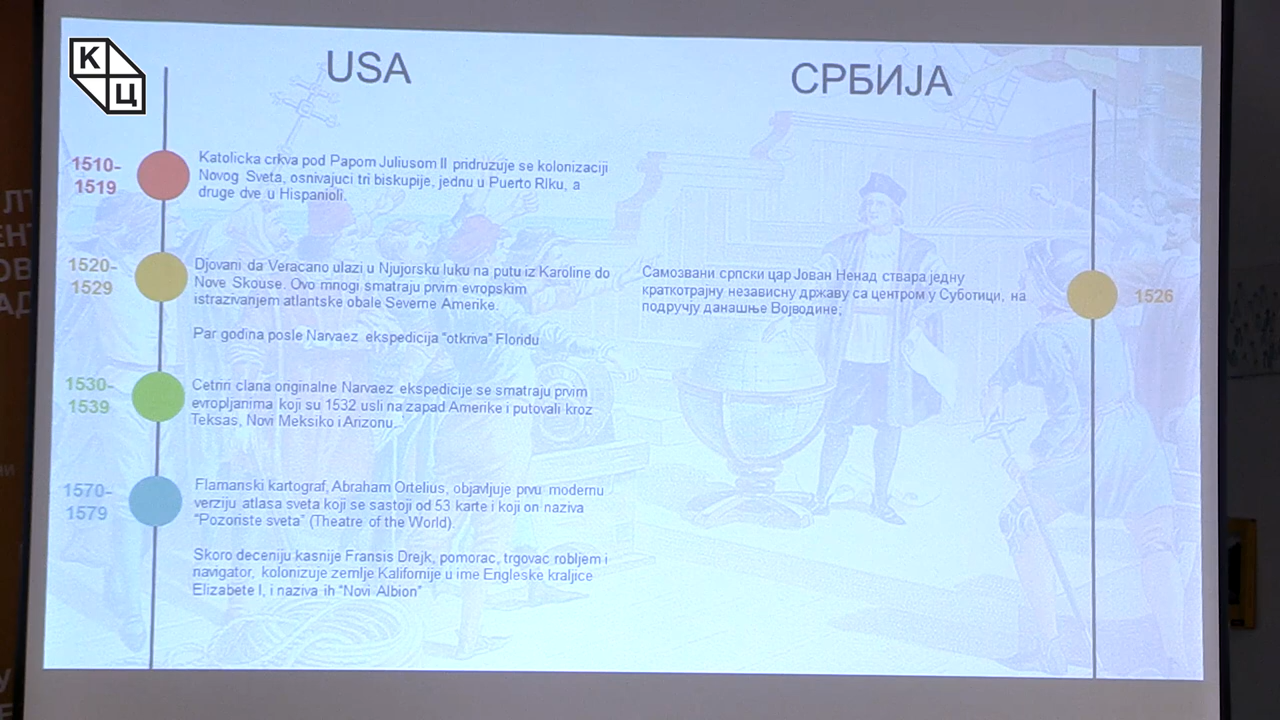 К
Ц
USA
СРБИЈА
1510-
1519
Katolicka crkva pod Papom Juliusom II pridruzuje se kolonizaciji
Novog Sveta, osnivajuci tri biskupije, jednu u Puerto RIku, a
druge dve u Hispanioli.
1520-
1529
Djovani da Veracano ulazi u Njujorsku luku na putu iz Karoline do
Nove Skouse. Ovo mnogi smatraju prvim evropskim
istrazivanjem atlantske obale Severne Amerike.
Par godina posle Narvaez ekspedicija "otkriva" Floridu
1530-
1539
Cetriri clana originalne Narvaez ekspedicije se smatraju prvim
evropljanima koji su 1532 usli na zapad Amerike i putovali kroz
Teksas, Novi Meksiko i Arizonu.
1570-
1579
Flamanski kartograf, Abraham Ortelius, objavljuje prvu modernu
verziju atlasa sveta koji se sastoji od 53 karte i koji on naziva
"Pozoriste sveta" (Theatre of the World).
Skoro deceniju kasnije Fransis Drejk, pomorac, trgovac robljem i
navigator, kolonizuje zemlje Kalifornije u ime Engleske kraljice
Elizabete I, i naziva ih "Novi Albion"
Самозвани српски цар Јован Ненад ствара једну
краткотрајну независну државу са центром у Суботици, на
подручју данашње Војводине;
1526